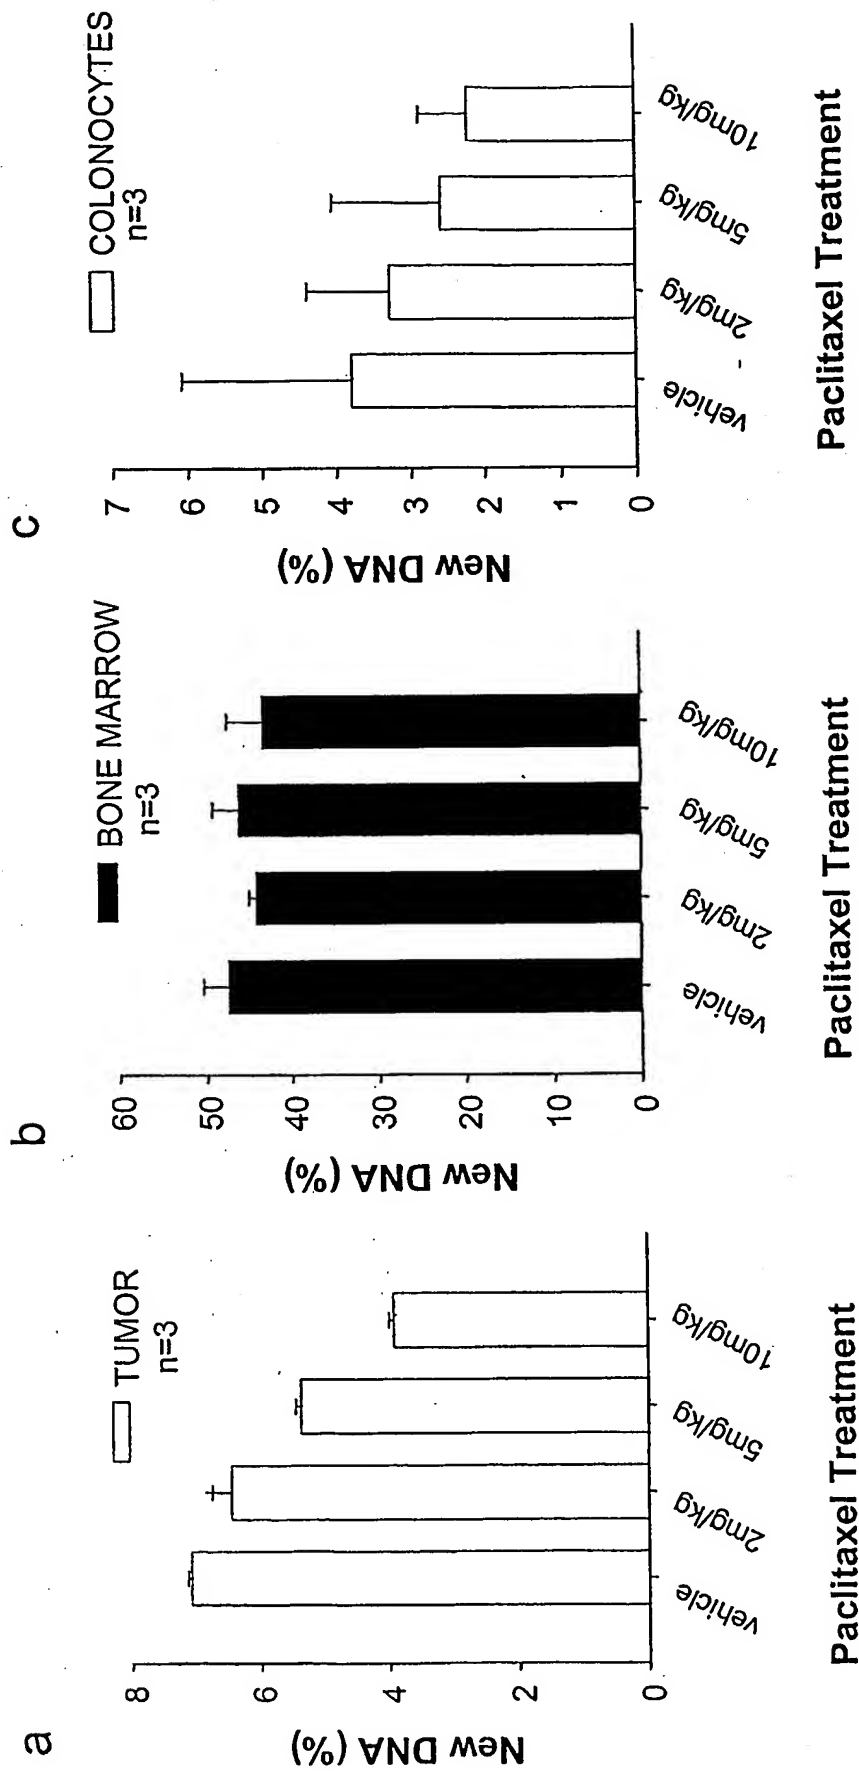 a
TUMOR
n=3
New DNA (%)
8
6
4
2
0
vehicle
2mg/kg
5mg/kg
10mg/kg
Paclitaxel Treatment
b
BONE MARROW
n=3
New DNA (%)
60
50
40
30
20
10
0
vehicle
2mg/kg
5mg/kg
10mg/kg
Paclitaxel Treatment
c
COLONOCYTES
n=3
New DNA (%)
7
6
5
4
3
2
1
0
vehicle
2mg/kg
5mg/kg
10mg/kg
Paclitaxel Treatment